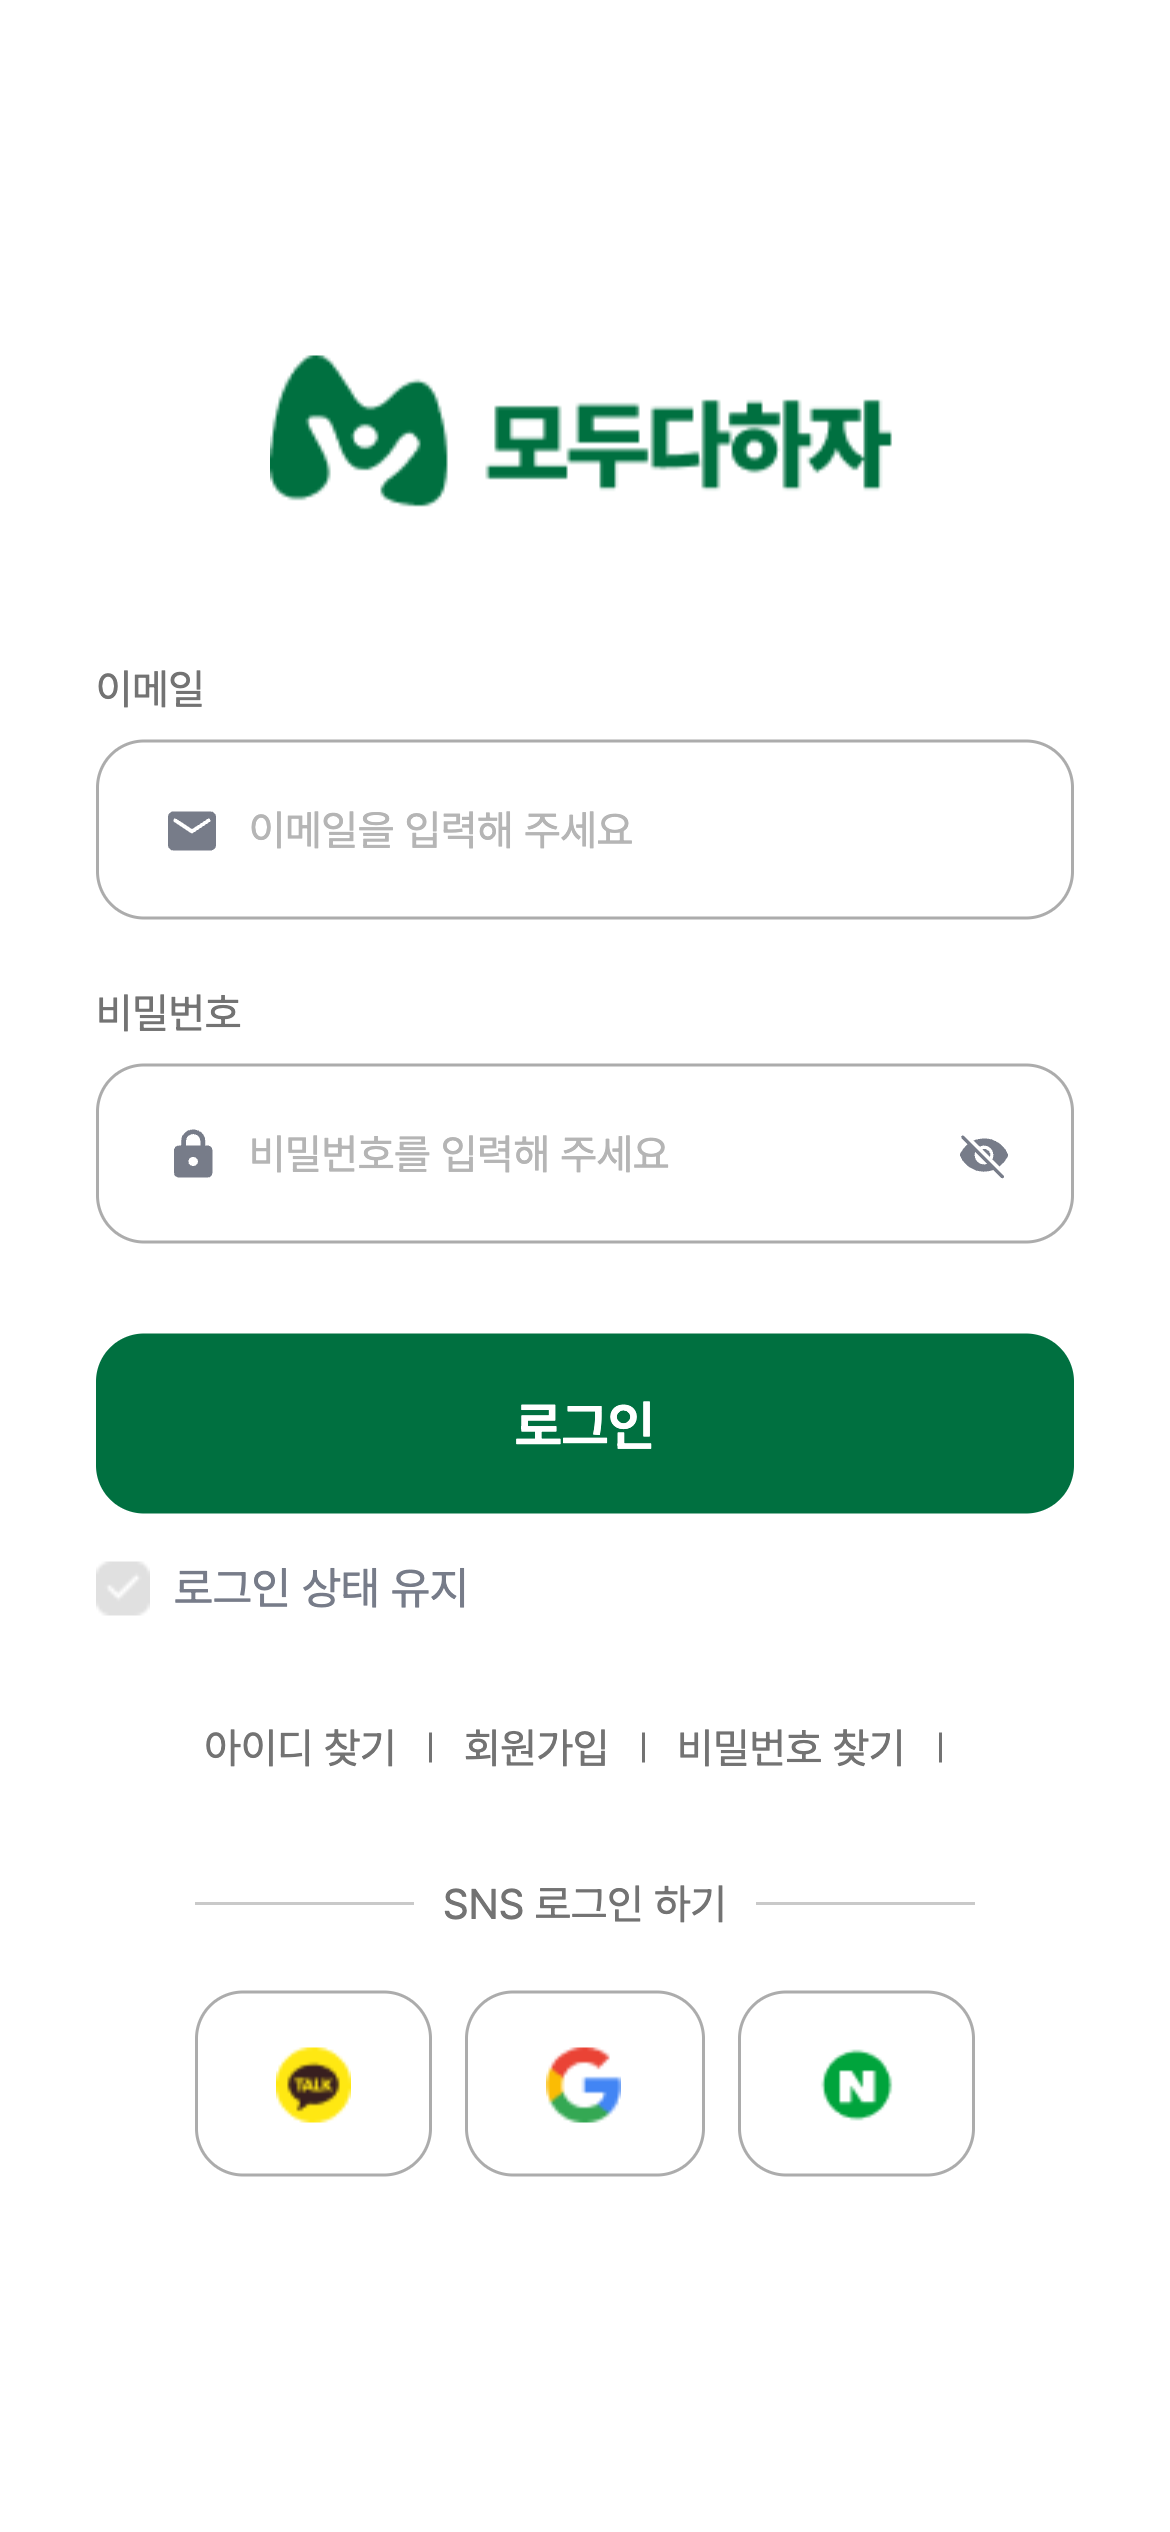 모두다하자
이메일
이메일을 입력해 주세요
비밀번호
비밀번호를 입력해 주세요
로그인
로그인 상태 유지
아이디 찾기 | 회원가입 | 비밀번호 찾기 |
SNS 로그인 하기
TALK G N